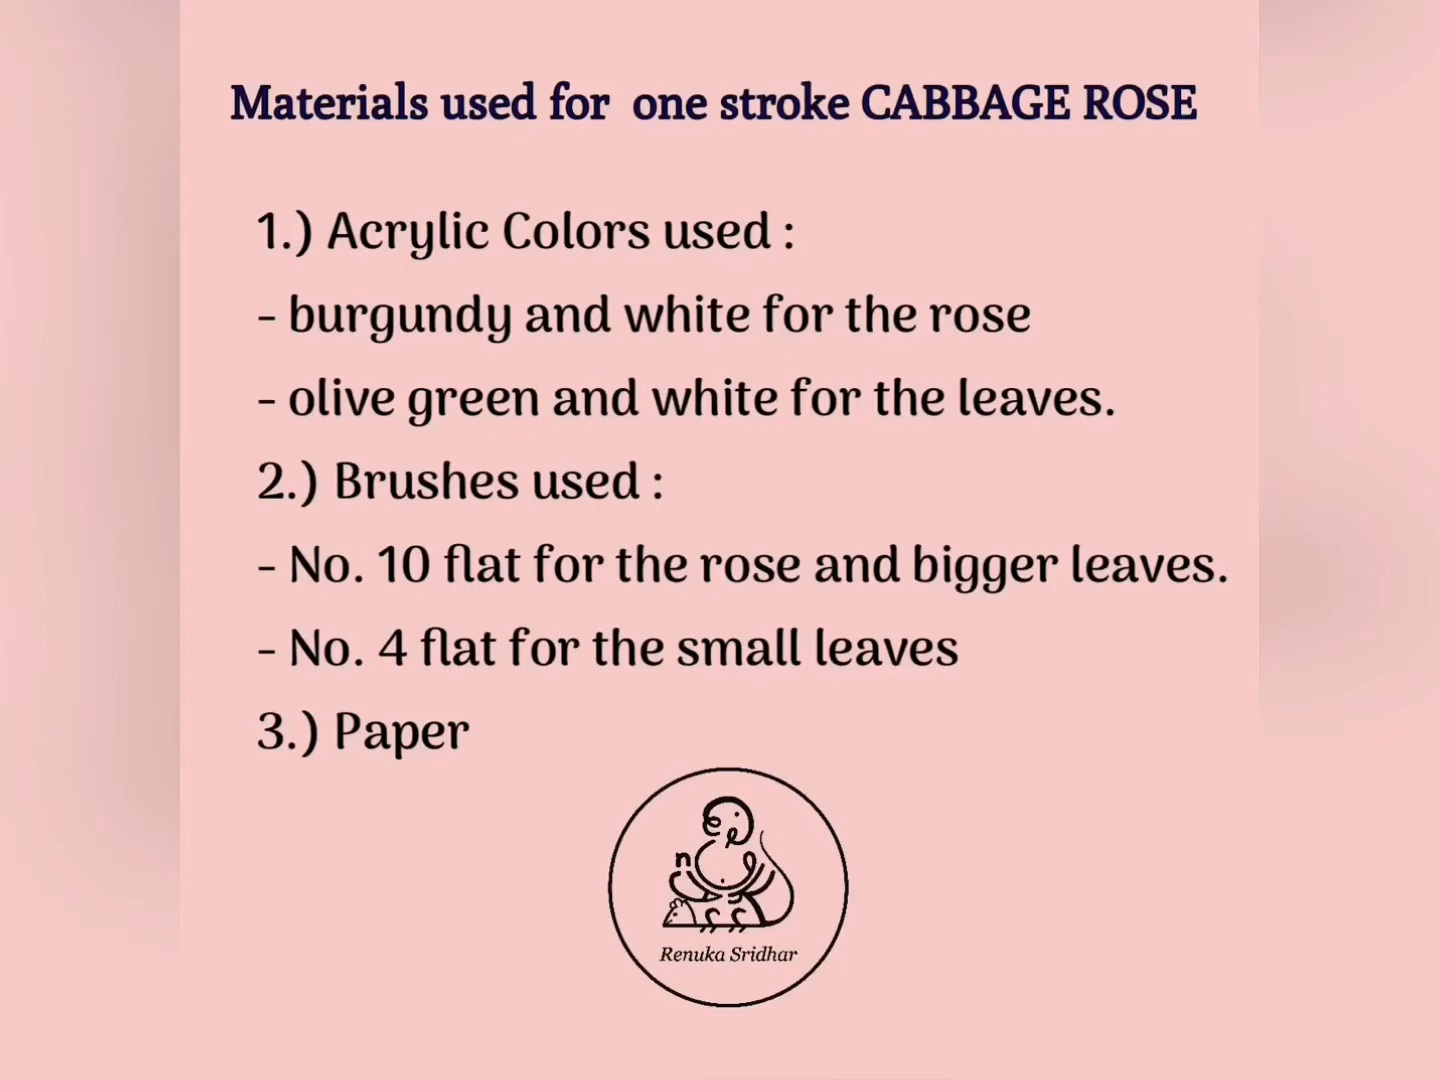 Materials used for one stroke CABBAGE ROSE
1.) Acrylic Colors used :
- burgundy and white for the rose
- olive green and white for the leaves.
2.) Brushes used :
- No. 10 flat for the rose and bigger leaves.
- No. 4 flat for the small leaves
3.) Paper
n
Renuka Sridhar